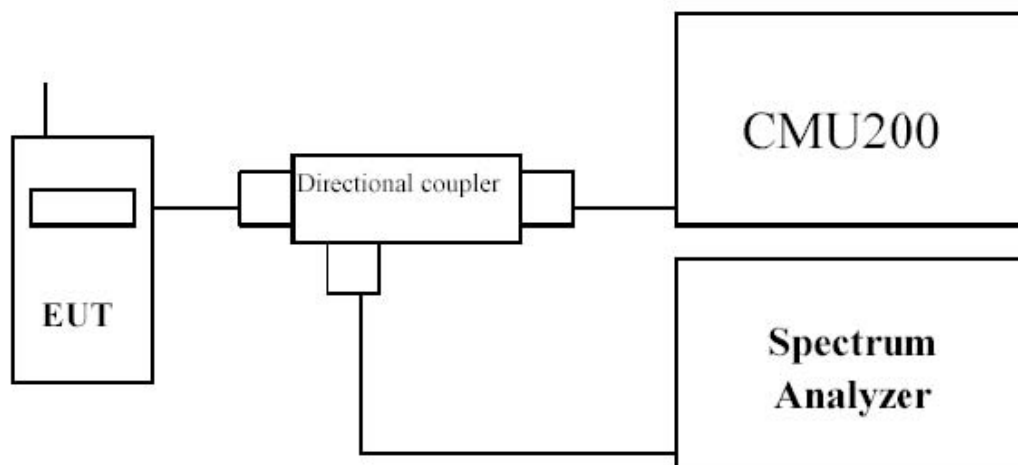 CMU200
Directional coupler
EUT
Spectrum
Analyzer